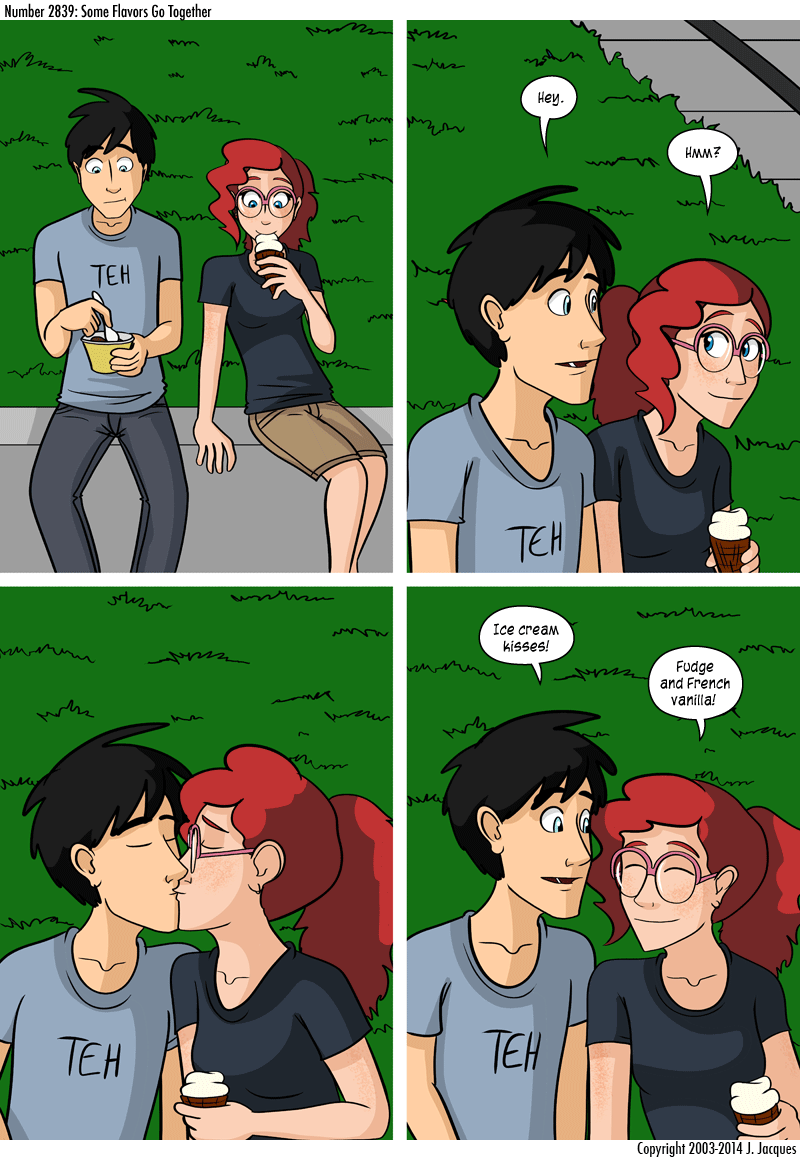 Number 2839: Some Flavors Go Together
TEH
Hey.
Hmm?
TEH
TEH
Ice cream
kisses!
Fudge
and French
vanilla!
TEH
Copyright 2003-2014 J. Jacques